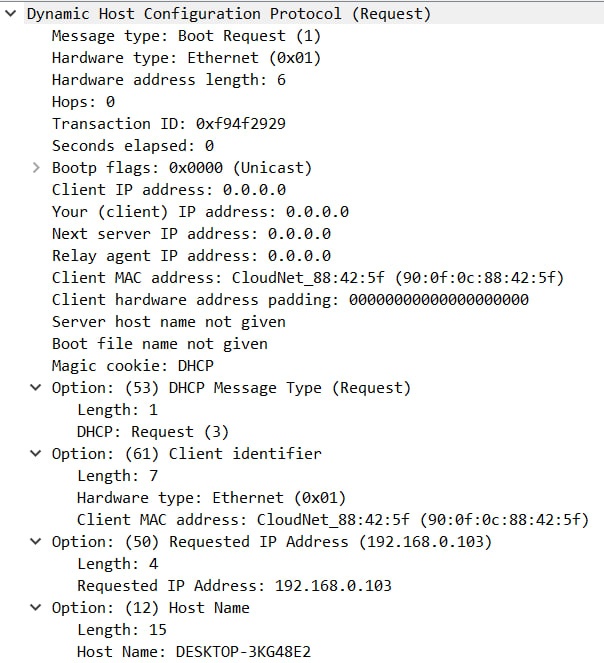 Dynamic Host Configuration Protocol (Request)
Message type: Boot Request (1)
Hardware type: Ethernet (0x01)
Hardware address length: 6
Hops: 0
Transaction ID: 0xf94f2929
Seconds elapsed: 0
Bootp flags: 0x0000 (Unicast)
Client IP address: 0.0.0.0
Your (client) IP address: 0.0.0.0
Next server IP address: 0.0.0.0
Relay agent IP address: 0.0.0.0
Client MAC address: CloudNet_88:42:5f (90:0f:0c:88:42:5f)
Client hardware address padding: 00000000000000000000
Server host name not given
Boot file name not given
Magic cookie: DHCP
Option: (53) DHCP Message Type (Request)
Length: 1
DHCP: Request (3)
Option: (61) Client identifier
Length: 7
Hardware type: Ethernet (0x01)
Client MAC address: CloudNet_88:42:5f (90:0f:0c:88:42:5f)
Option: (50) Requested IP Address (192.168.0.103)
Length: 4
Requested IP Address: 192.168.0.103
Option: (12) Host Name
Length: 15
Host Name: DESKTOP-3KG48E2